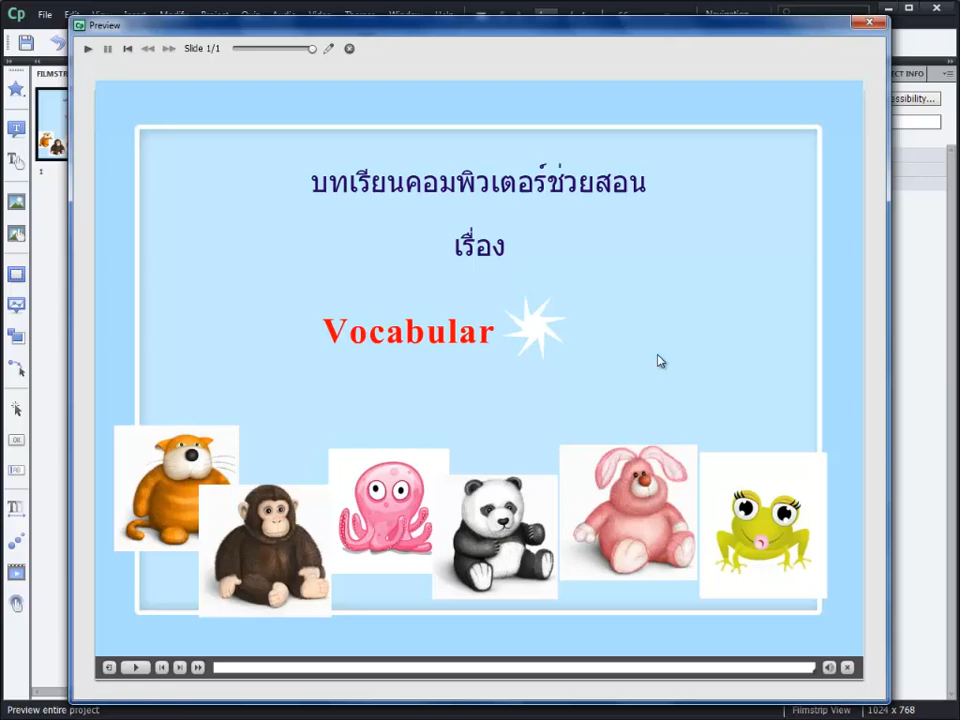 Cp File
Preview
Slide 1/1
FILMSTR
บทเรียนคอมพิวเตอร์ช่วยสอน
เรื่อง
Vocabular
Preview entire project
Filmstrip View
1024 x 768